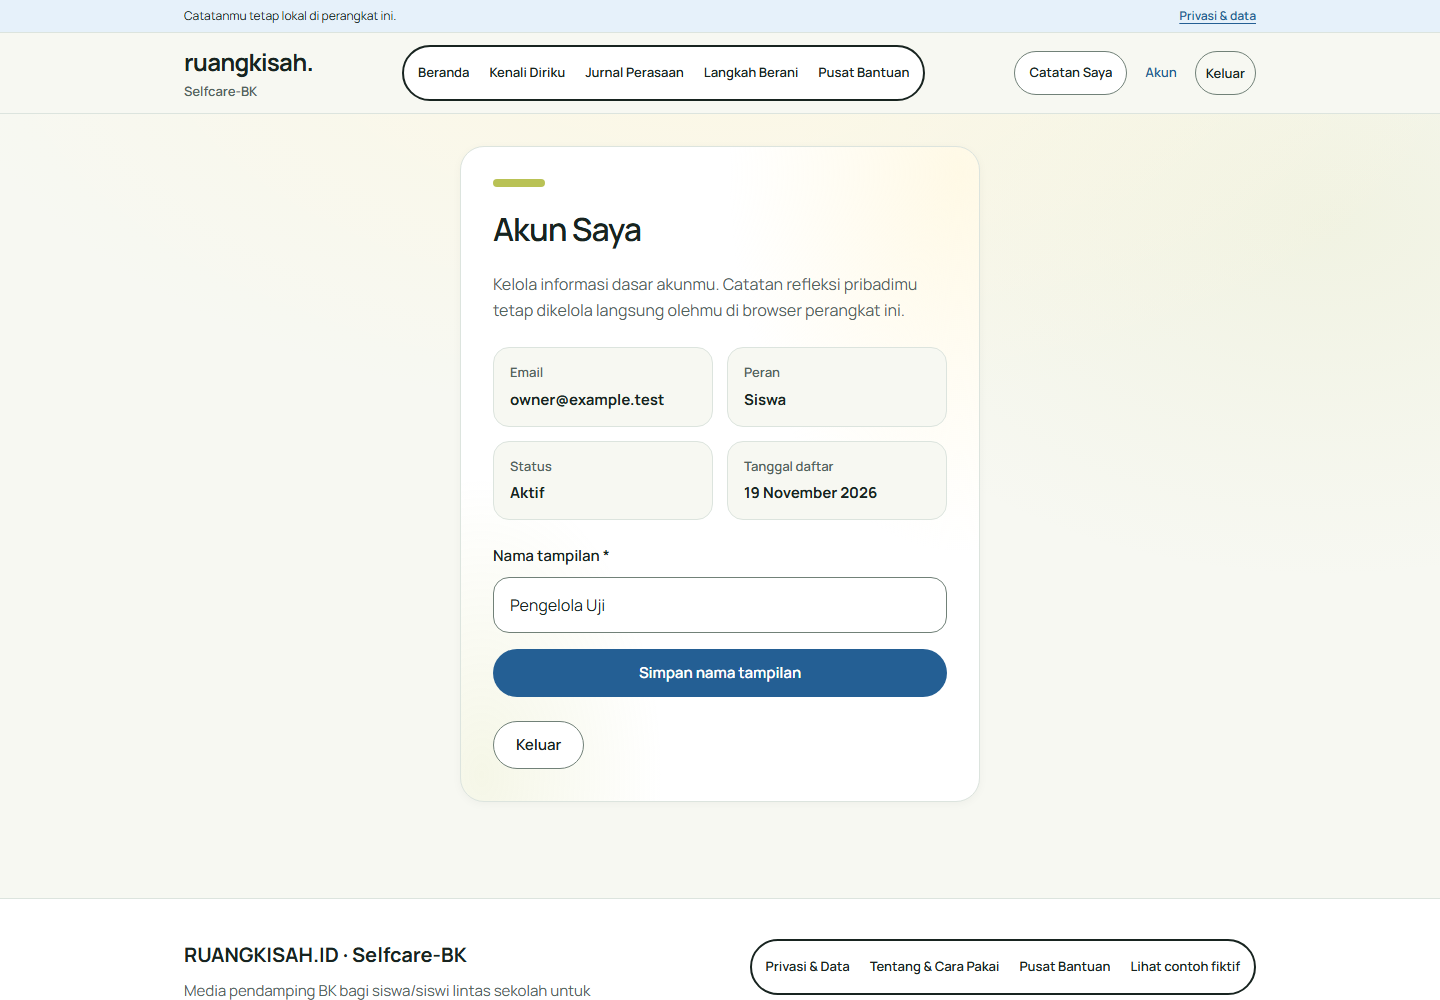 Catatanmu tetap lokal di perangkat ini.
Privasi & data
ruangkisah.
Selfcare-BK
Beranda
Kenali Diriku
Jurnal Perasaan
Langkah Berani
Pusat Bantuan
Catatan Saya
Akun
Keluar
Akun Saya
Kelola informasi dasar akunmu. Catatan refleksi pribadimu
tetap dikelola langsung olehmu di browser perangkat ini.
Email
owner@example.test
Peran
Siswa
Status
Aktif
Tanggal daftar
19 November 2026
Nama tampilan *
Pengelola Uji
Simpan nama tampilan
Keluar
RUANGKISAH.ID · Selfcare-BK
Media pendamping BK bagi siswa/siswi lintas sekolah untuk
Privasi & Data
Tentang & Cara Pakai
Pusat Bantuan
Lihat contoh fiktif